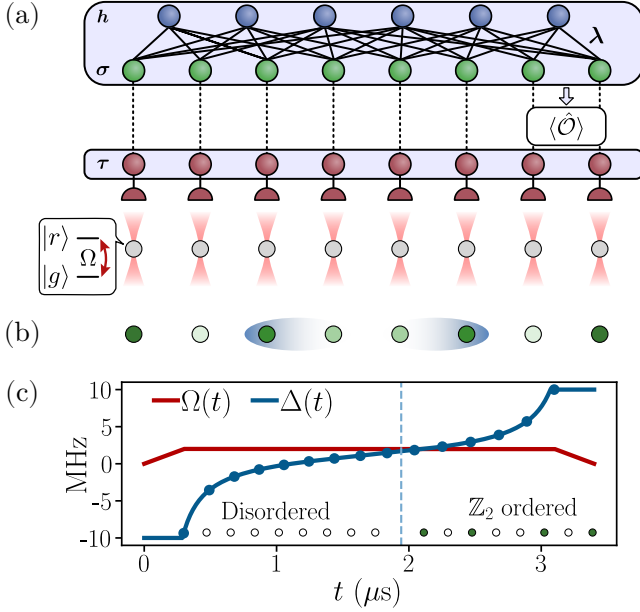 (a)
h
λ
σ
⟨Ô⟩
τ
|r⟩
Ω
|g⟩
(b)
(c)
Ω(t) Δ(t)
MHz
10
5
0
-5
-10
Disordered
ℤ₂ ordered
0 1 2 3
t (μs)